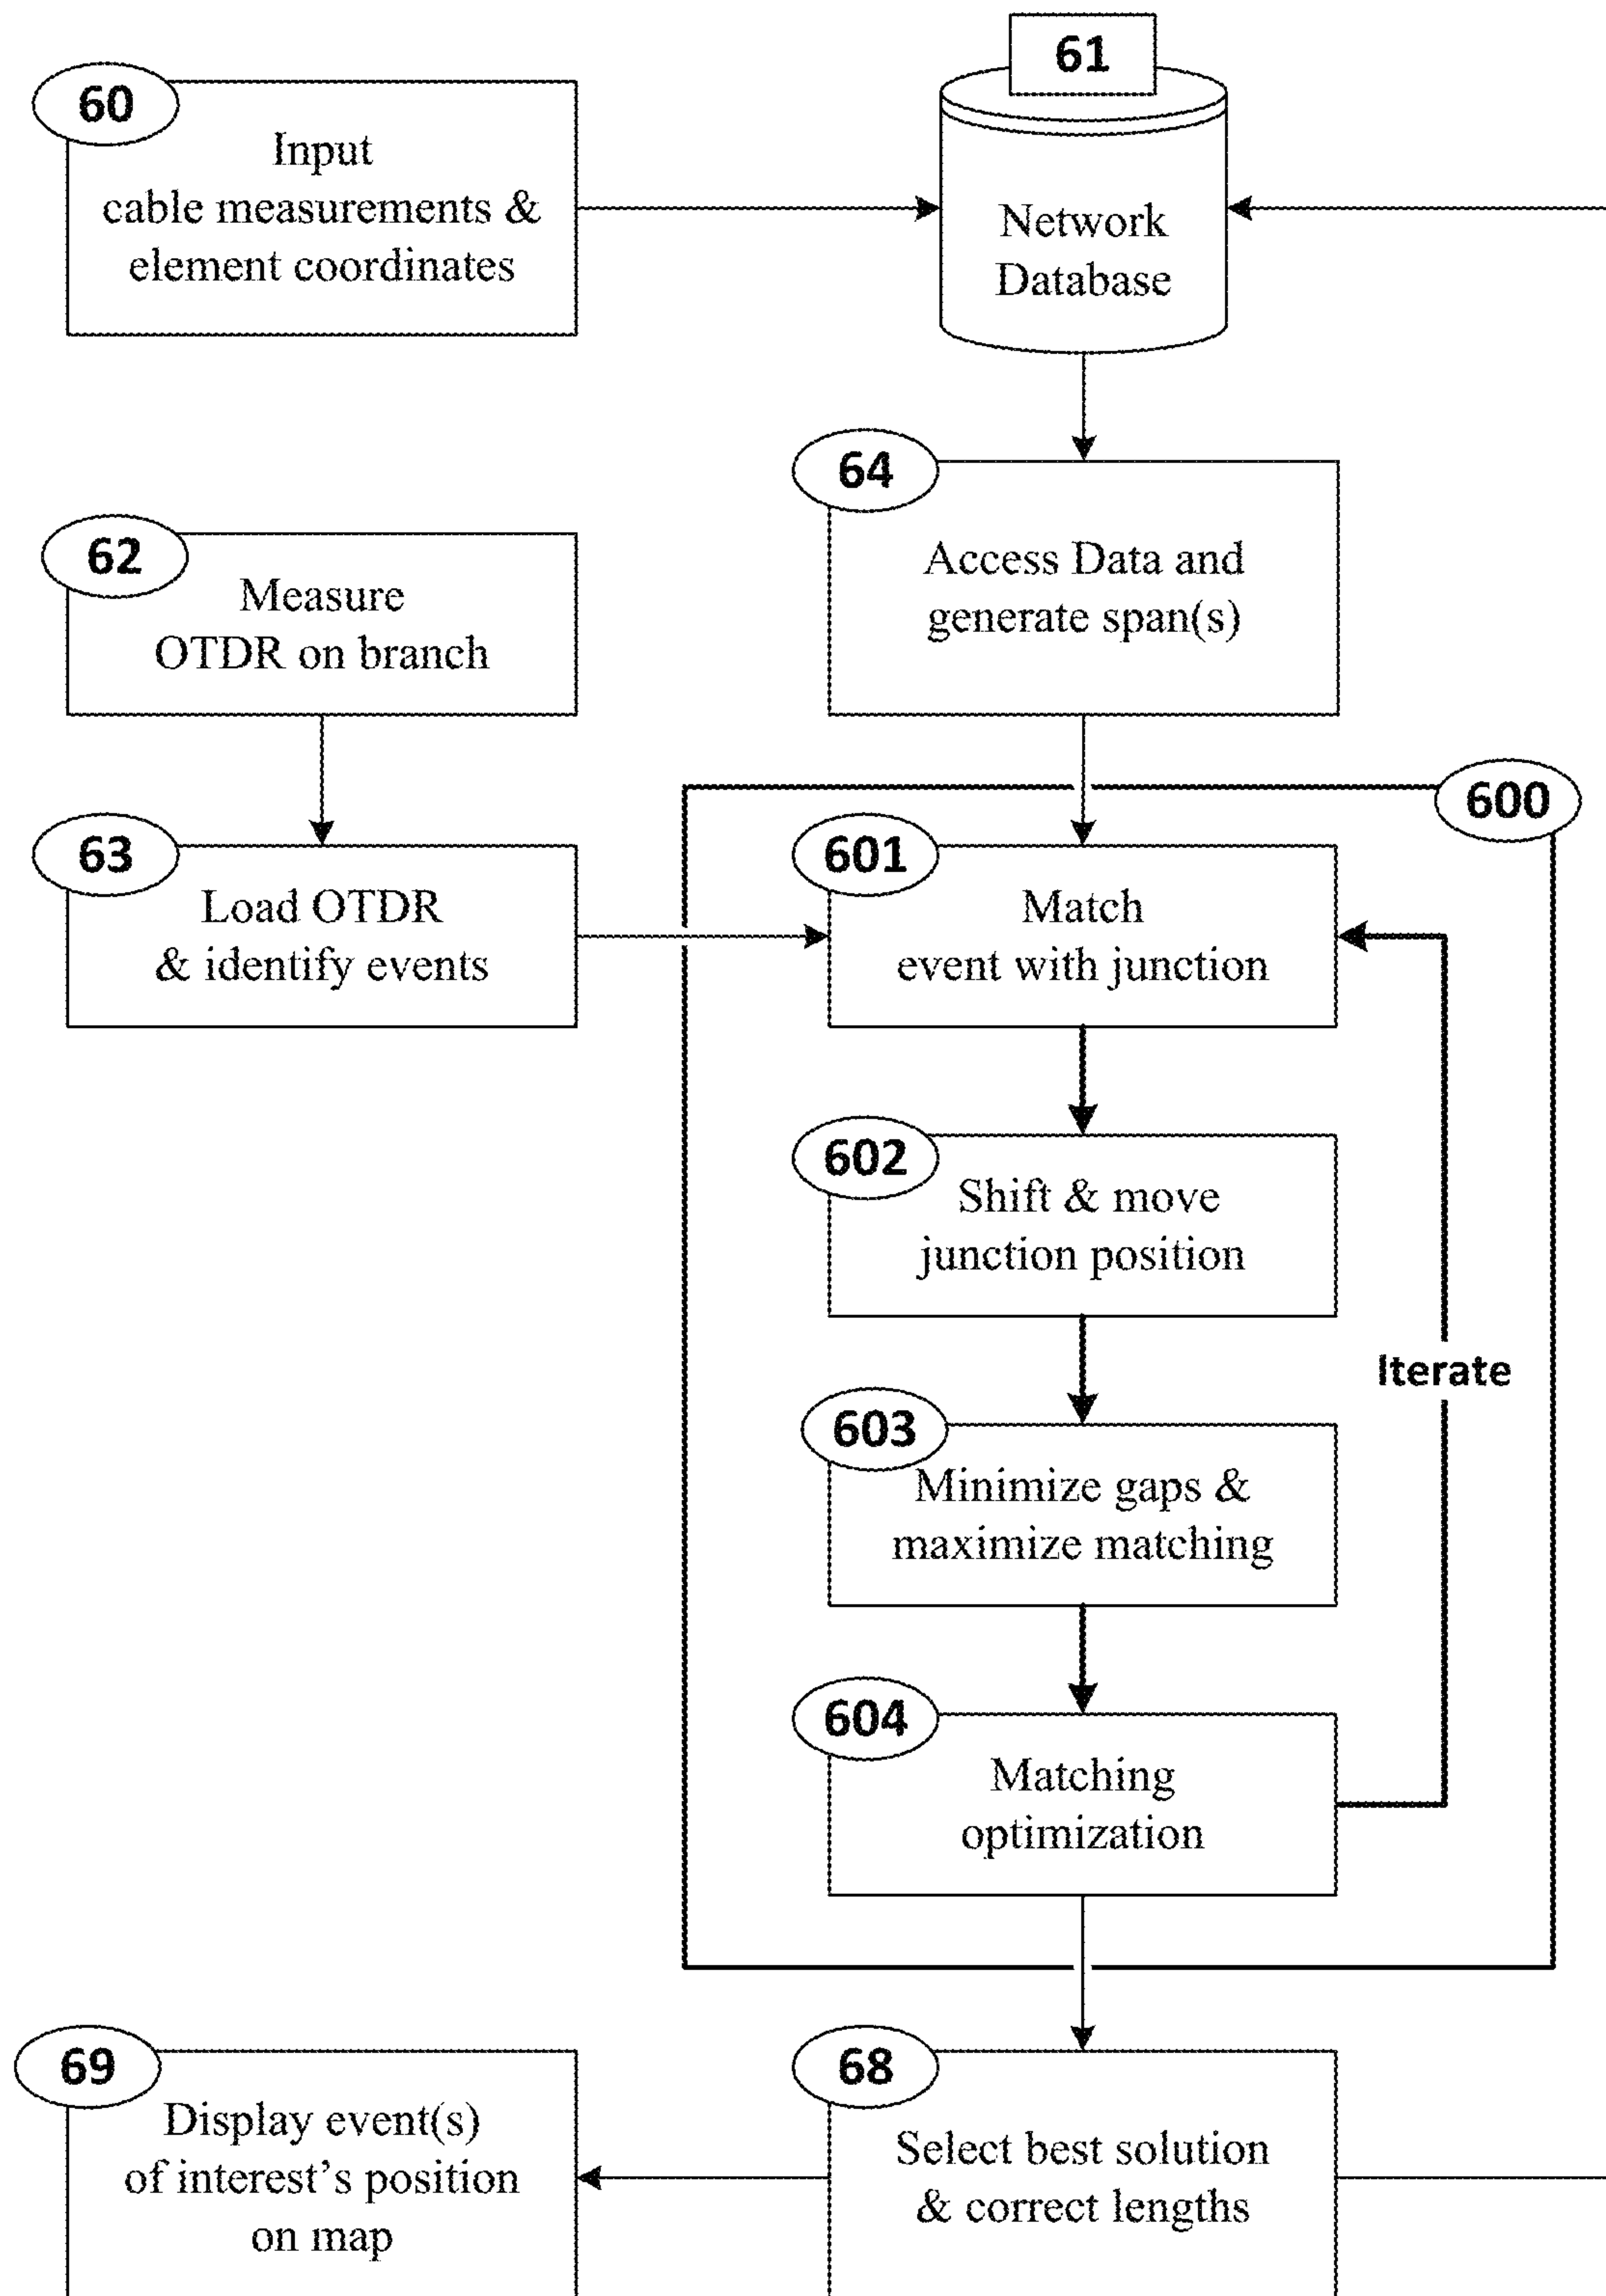 61
60
Input
cable measurements &
element coordinates
Network
Database
64
Access Data and
generate span(s)
62
Measure
OTDR on branch
600
63
Load OTDR
& identify events
601
Match
event with junction
602
Shift & move
junction position
Iterate
603
Minimize gaps &
maximize matching
604
Matching
optimization
69
Display event(s)
of interest's position
on map
68
Select best solution
& correct lengths